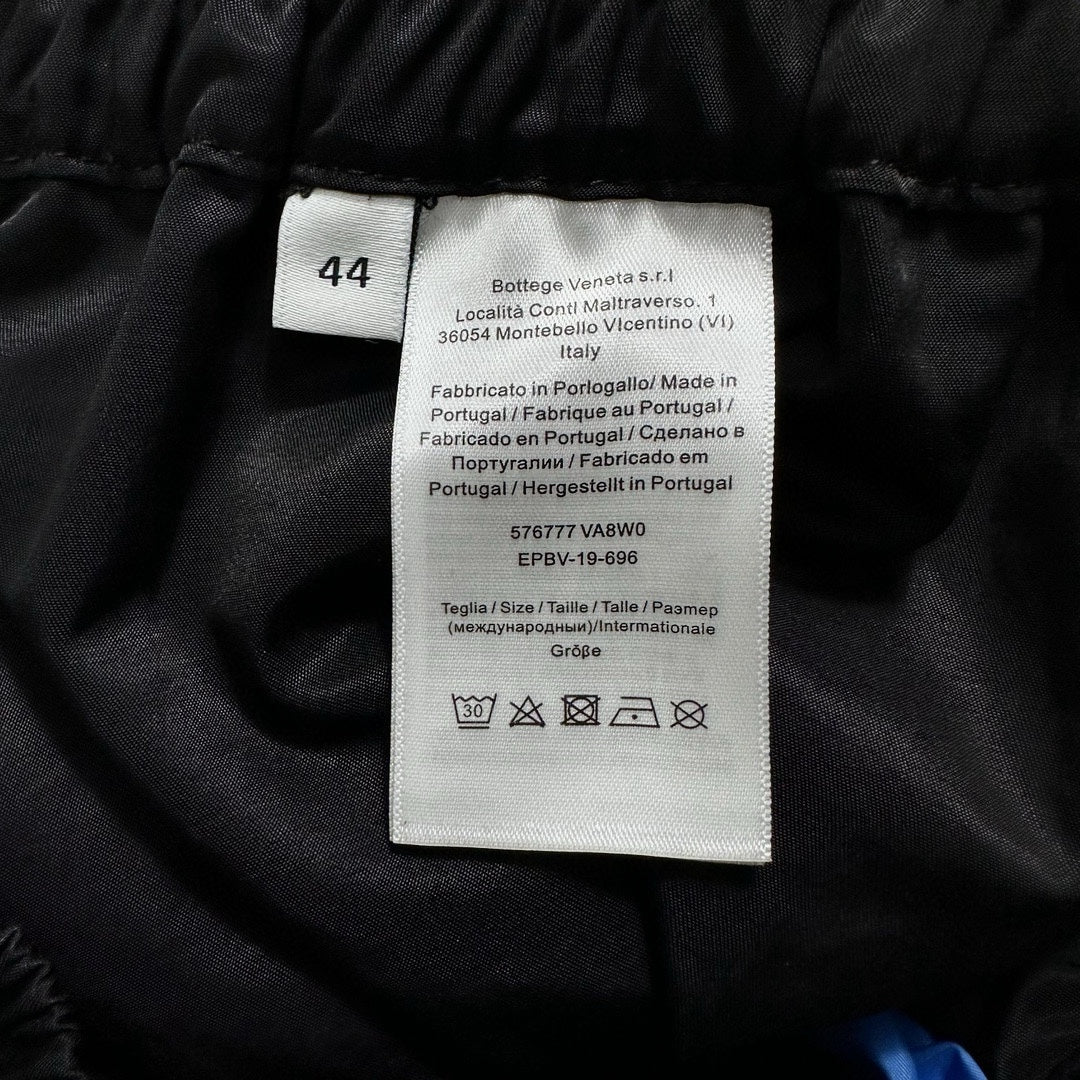 44
Bottege Veneta s.r.l
Località Contl Maltraverso. 1
36054 Montebello VIcentino (VI)
Italy
Fabbricato in Porlogallo/ Made in
Portugal / Fabrique au Portugal /
Fabricado en Portugal / Сделано в
Португалии / Fabricado em
Portugal / Hergestellt in Portugal
576777 VA8W0
EPBV-19-696
Teglia / Size / Taille / Talle / Размер
(международный)/Internationale
Größe
30